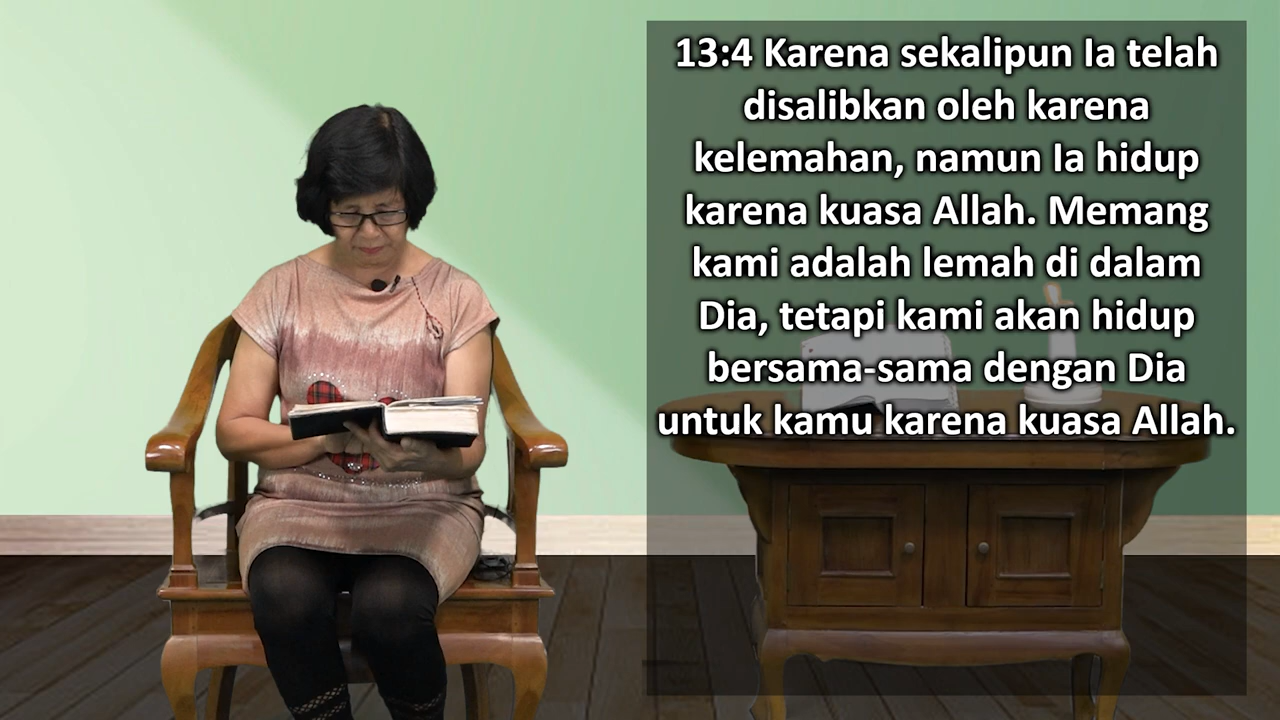 13:4 Karena sekalipun Ia telah
disalibkan oleh karena
kelemahan, namun Ia hidup
karena kuasa Allah. Memang
kami adalah lemah di dalam
Dia, tetapi kami akan hidup
bersama-sama dengan Dia
untuk kamu karena kuasa Allah.